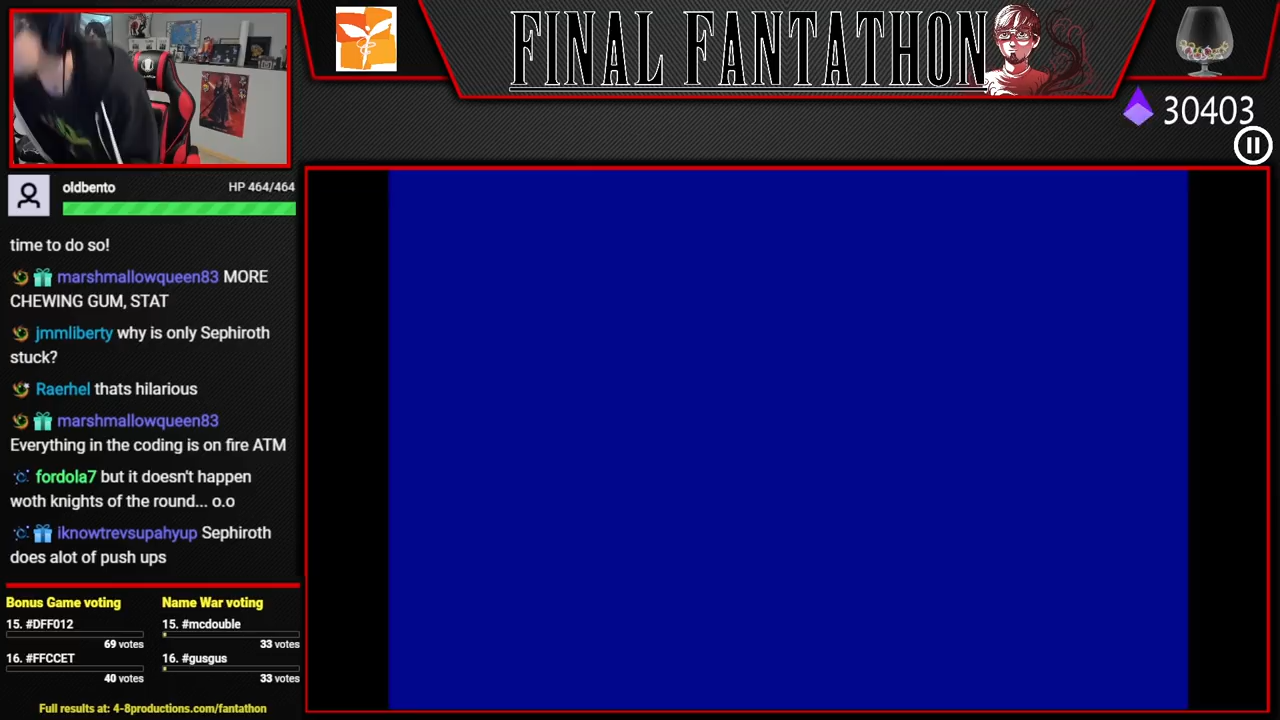 FINAL FANTATHON
30403
oldbento
HP 464/464
time to do so!
marshmallowqueen83 MORE
CHEWING GUM, STAT
jmmliberty why is only Sephiroth
stuck?
Raerhel thats hilarious
marshmallowqueen83
Everything in the coding is on fire ATM
fordola7 but it doesn't happen
woth knights of the round... o.o
iknowtrevsupahyup Sephiroth
does alot of push ups
Bonus Game voting
15. #DFF012
69 votes
16. #FFCCET
40 votes
Name War voting
15. #mcdouble
33 votes
16. #gusgus
33 votes
Full results at: 4-8productions.com/fantathon